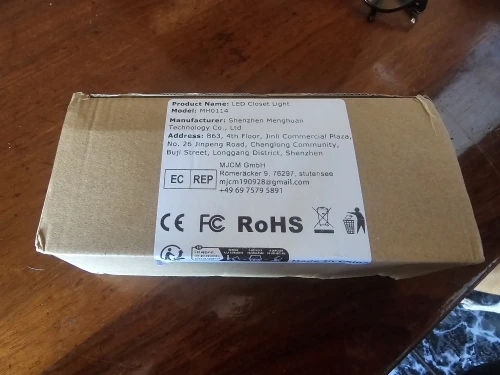 Product Name: LED Closet Light
Model: MH0114
Manufacturer: Shenzhen Menghuan
Technology Co., Ltd
Address: B63, 4th Floor, Jinli Commercial Plaza,
No. 26 Jinpeng Road, Changlong Community,
Buji Street, Longgang District, Shenzhen
MJCM GmbH
EC REP
Römeräcker 9, 76297, stutensee
mjcm190928@gmail.com
+49 69 7579 5891
CE FC RoHS